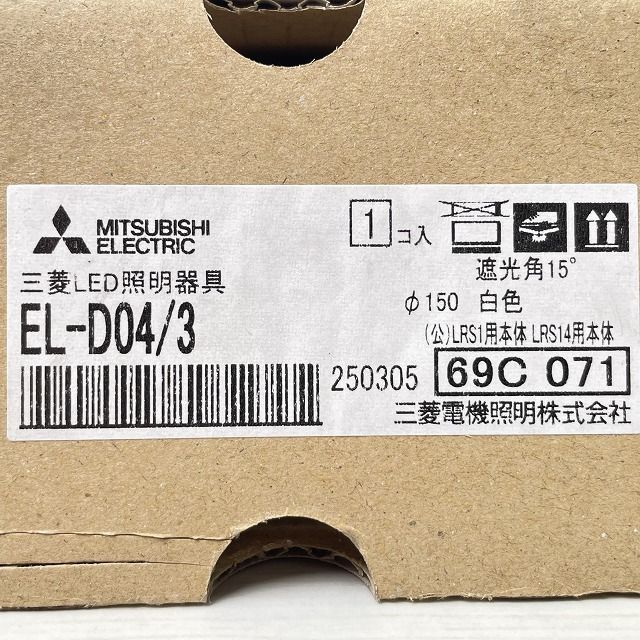 MITSUBISHI
ELECTRIC
1コ入
三菱LED照明器具
遮光角15°
EL-D04/3
φ150 白色
(公)LRS1用本体 LRS14用本体
250305
69C 071
三菱電機照明株式会社